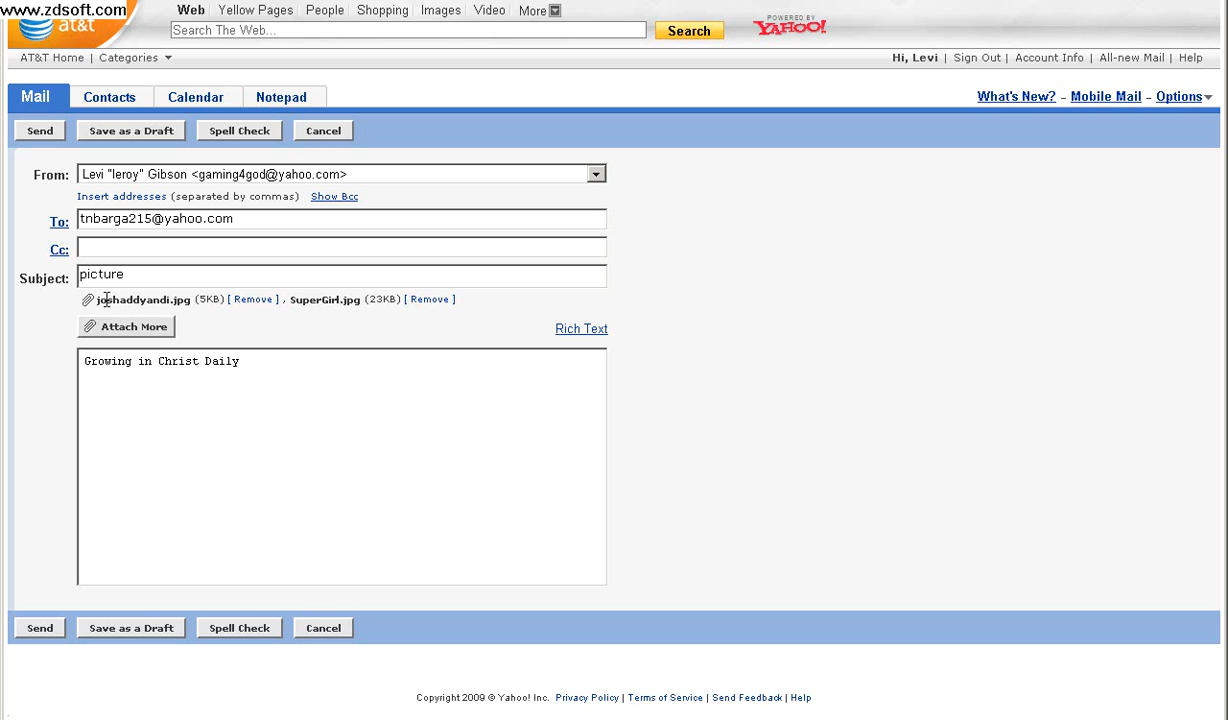 www.zdsoft.com
Web Yellow Pages People Shopping Images Video More
at&t
Search The Web...
Search
POWERED BY
YAHOO!
AT&T Home | Categories
Hi, Levi | Sign Out | Account Info | All-new Mail | Help
Mail Contacts Calendar Notepad
What's New? - Mobile Mail - Options
Send Save as a Draft Spell Check Cancel
From: Levi "leroy" Gibson <gaming4god@yahoo.com>
Insert addresses (separated by commas) Show Bcc
To: tnbarga215@yahoo.com
Cc:
Subject: picture
joshaddyandi.jpg (5KB) [ Remove ] , SuperGirl.jpg (23KB) [ Remove ]
Attach More
Rich Text
Growing in Christ Daily
Send Save as a Draft Spell Check Cancel
Copyright 2009 © Yahoo! Inc. Privacy Policy | Terms of Service | Send Feedback | Help